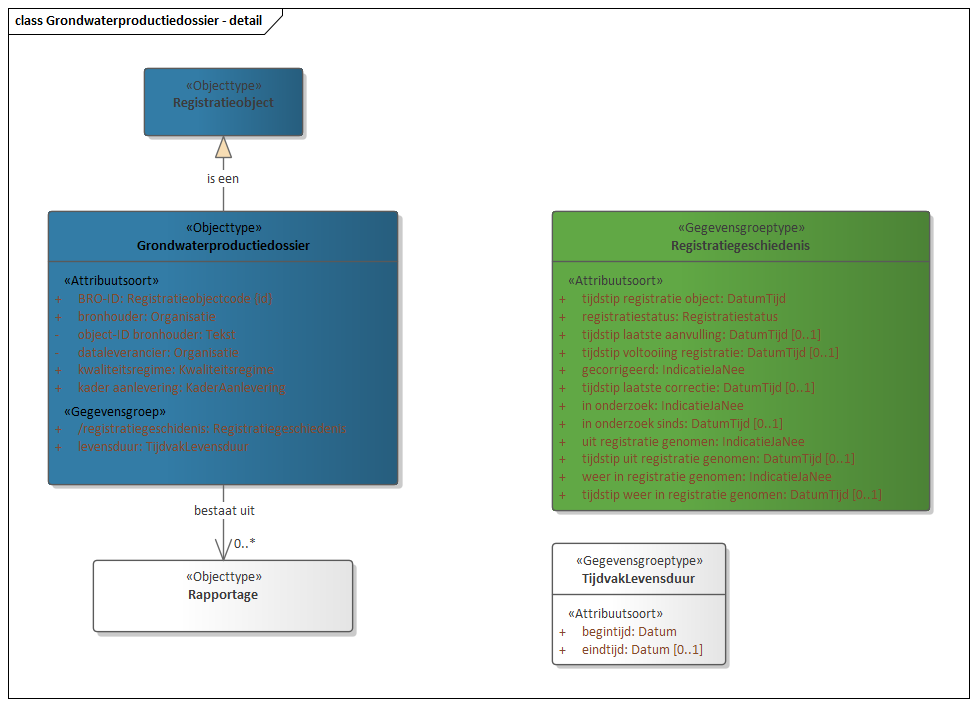 class Grondwaterproductiedossier - detail
«Objecttype»
Registratieobject
is een
«Objecttype»
Grondwaterproductiedossier
«Attribuutsoort»
+ BRO-ID: Registratieobjectcode {id}
+ bronhouder: Organisatie
- object-ID bronhouder: Tekst
- dataleverancier: Organisatie
+ kwaliteitsregime: Kwaliteitsregime
+ kader aanlevering: KaderAanlevering
«Gegevensgroep»
+ /registratiegeschidenis: Registratiegeschiedenis
+ levensduur: TijdvakLevensduur
bestaat uit
0..*
«Objecttype»
Rapportage
«Gegevensgroeptype»
Registratiegeschiedenis
«Attribuutsoort»
+ tijdstip registratie object: DatumTijd
+ registratiestatus: Registratiestatus
+ tijdstip laatste aanvulling: DatumTijd [0..1]
+ tijdstip voltooiing registratie: DatumTijd [0..1]
+ gecorrigeerd: IndicatieJaNee
+ tijdstip laatste correctie: DatumTijd [0..1]
+ in onderzoek: IndicatieJaNee
+ in onderzoek sinds: DatumTijd [0..1]
+ uit registratie genomen: IndicatieJaNee
+ tijdstip uit registratie genomen: DatumTijd [0..1]
+ weer in registratie genomen: IndicatieJaNee
+ tijdstip weer in registratie genomen: DatumTijd [0..1]
«Gegevensgroeptype»
TijdvakLevensduur
«Attribuutsoort»
+ begintijd: Datum
+ eindtijd: Datum [0..1]